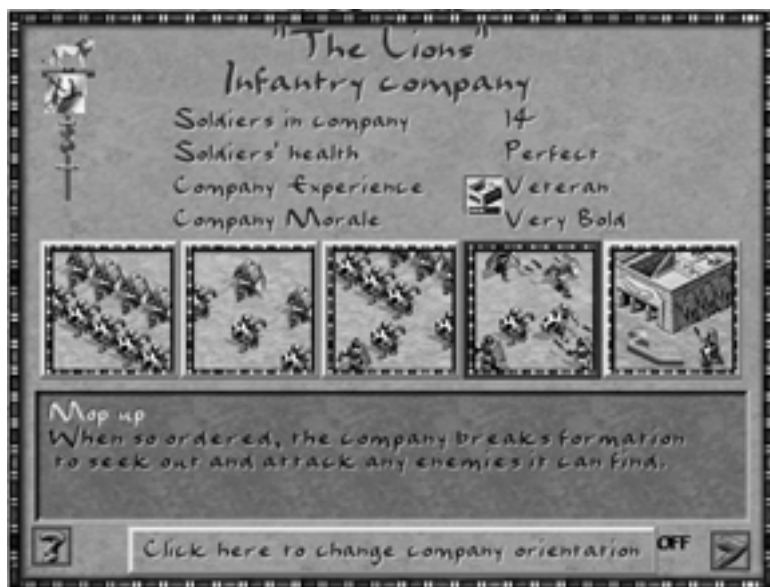 "The Lions"
Infantry company
Soldiers in company 14
Soldiers' health Perfect
Company Experience Veteran
Company Morale Very Bold
Mop up
When so ordered, the company breaks formation
to seek out and attack any enemies it can find.
? Click here to change company orientation OFF